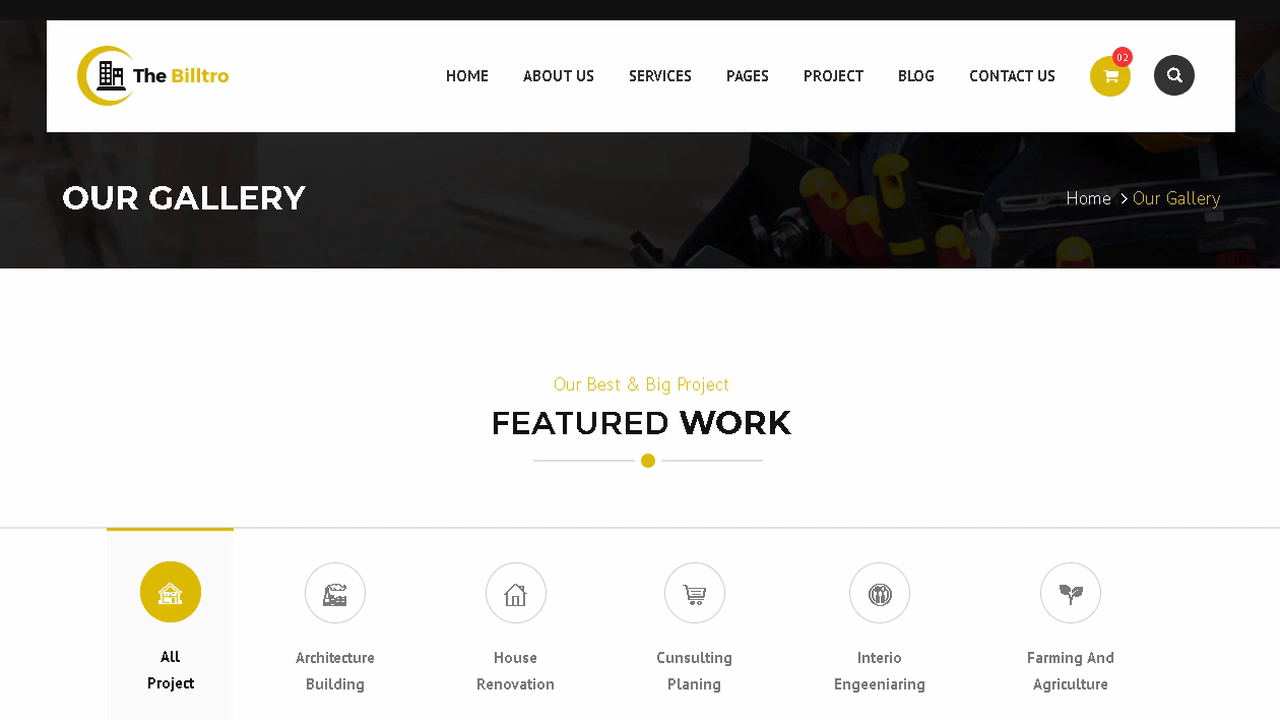 The Billtro
HOME ABOUT US SERVICES PAGES PROJECT BLOG CONTACT US 02
OUR GALLERY
Home Our Gallery
Our Best & Big Project
FEATURED WORK
All
Project
Architecture
Building
House
Renovation
Cunsulting
Planing
Interio
Engeeniaring
Farming And
Agriculture